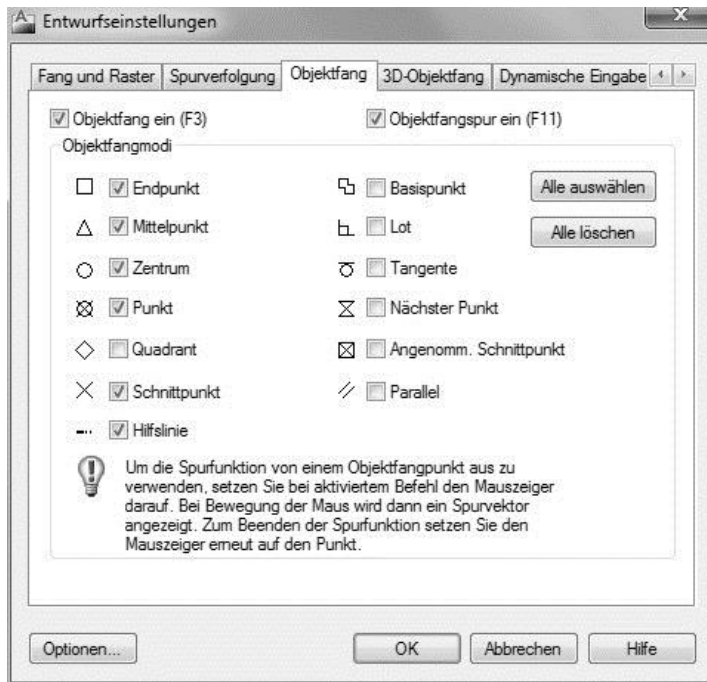 Entwurfseinstellungen
Fang und Raster Spurverfolgung Objektfang 3D-Objektfang Dynamische Eingabe
Objektfang ein (F3) Objektfangspur ein (F11)
Objektfangmodi
Endpunkt Basispunkt Alle auswählen
Mittelpunkt Lot Alle löschen
Zentrum Tangente
Punkt Nächster Punkt
Quadrant Angenomm. Schnittpunkt
Schnittpunkt Parallel
Hilfslinie
Um die Spurfunktion von einem Objektfangpunkt aus zu
verwenden, setzen Sie bei aktiviertem Befehl den Mauszeiger
darauf. Bei Bewegung der Maus wird dann ein Spurvektor
angezeigt. Zum Beenden der Spurfunktion setzen Sie den
Mauszeiger erneut auf den Punkt.
Optionen... OK Abbrechen Hilfe